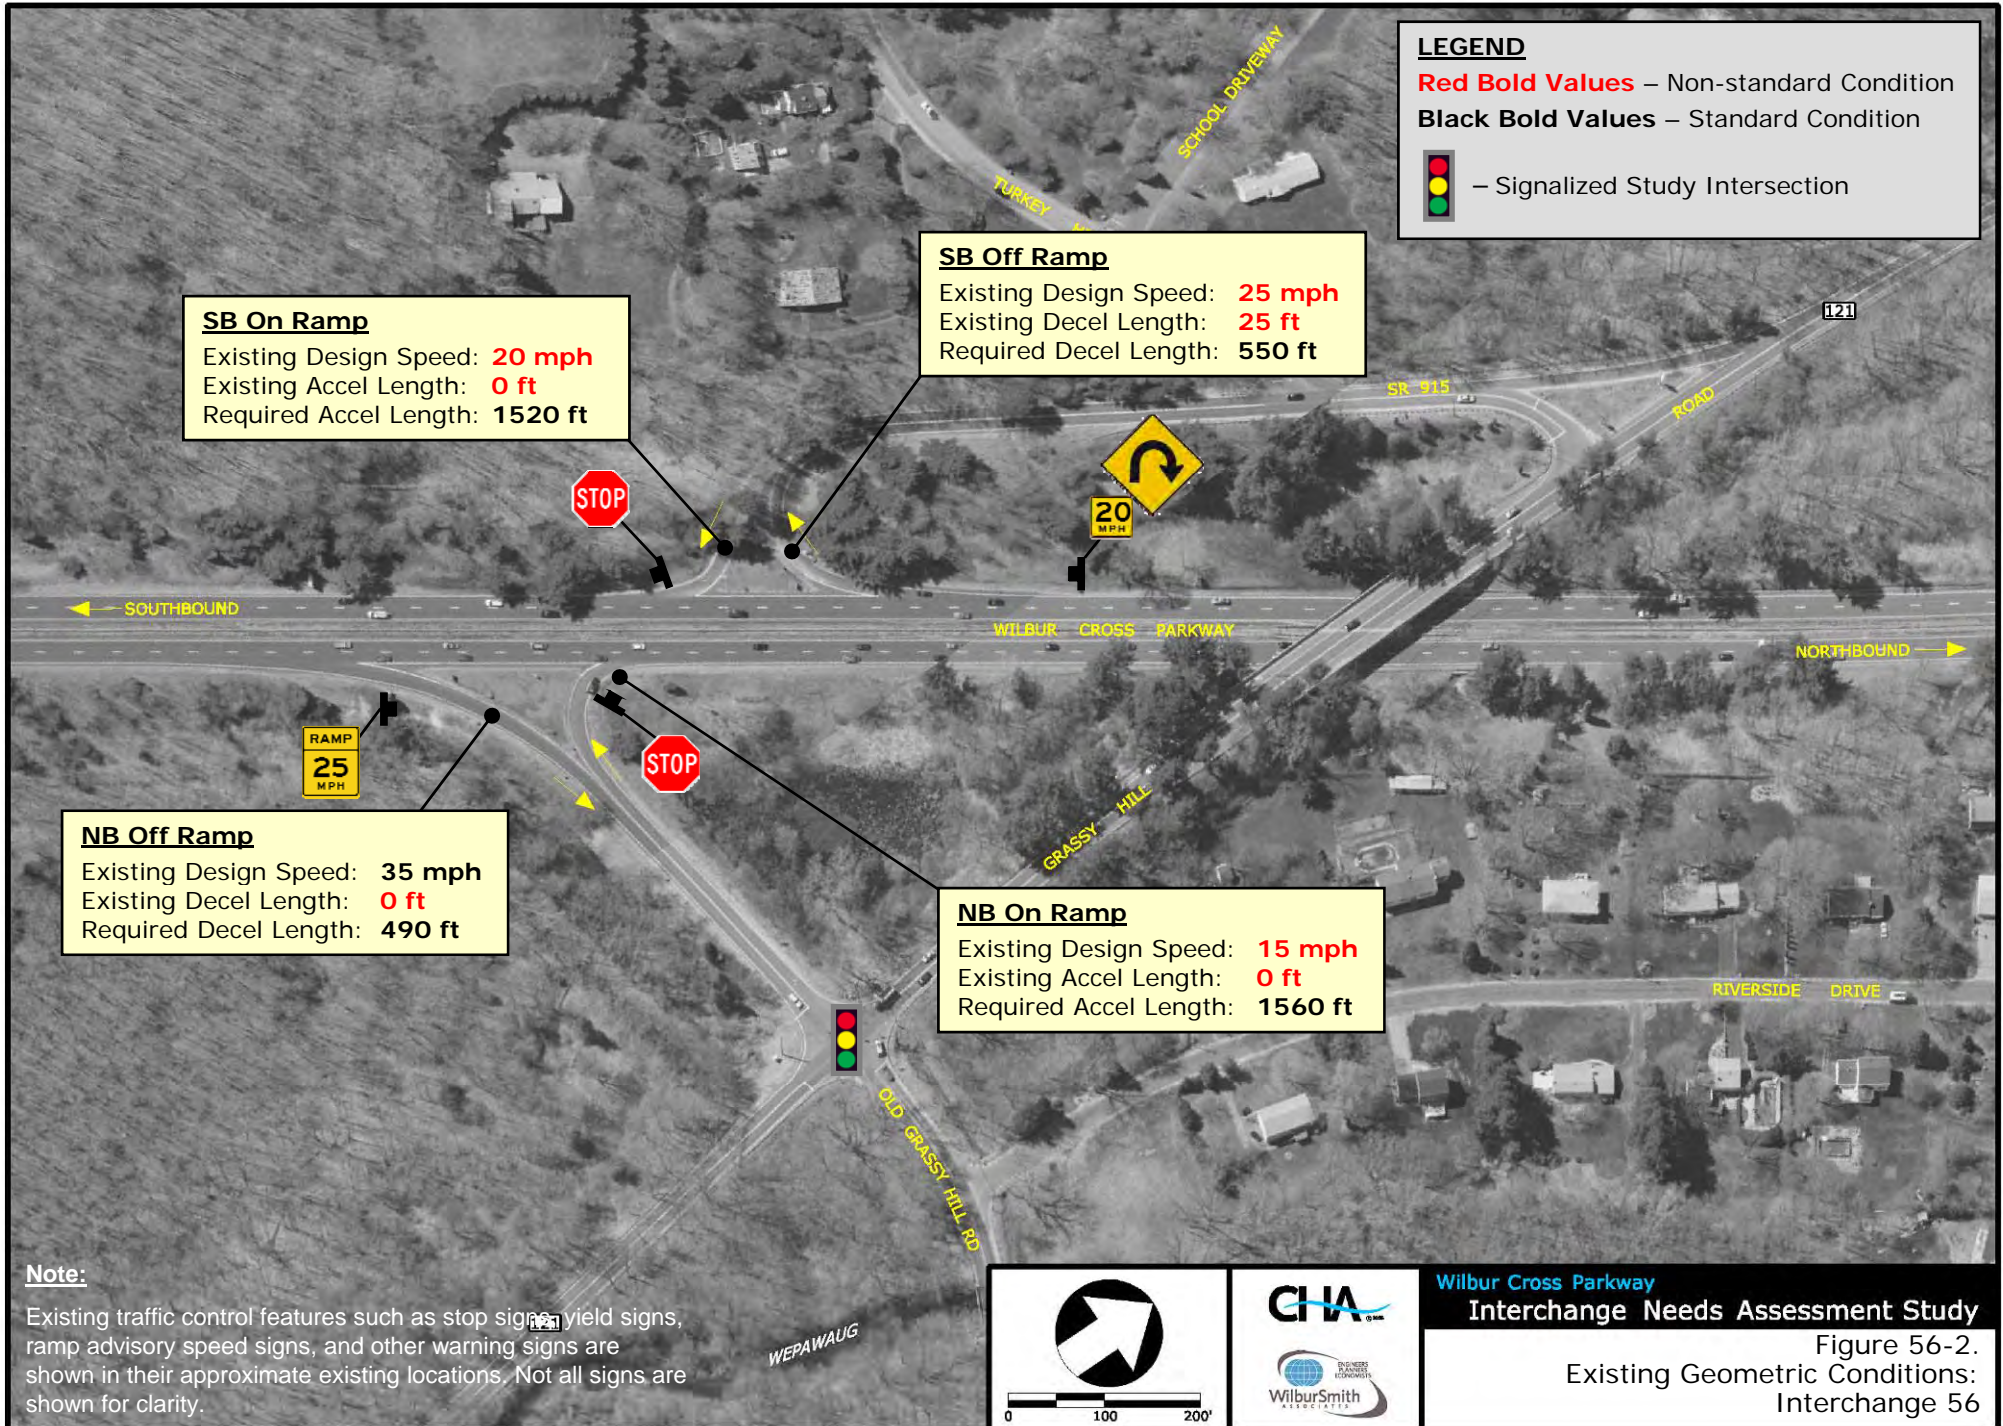 SCHOOL DRIVEWAY
TURKEY
LEGEND
Red Bold Values – Non-standard Condition
Black Bold Values – Standard Condition
– Signalized Study Intersection
SB Off Ramp
Existing Design Speed: 25 mph
Existing Decel Length: 25 ft
Required Decel Length: 550 ft
SB On Ramp
Existing Design Speed: 20 mph
Existing Accel Length: 0 ft
Required Accel Length: 1520 ft
121
SR 915
ROAD
STOP
20
MPH
SOUTHBOUND
WILBUR CROSS PARKWAY
NORTHBOUND
RAMP
25
MPH
STOP
NB Off Ramp
Existing Design Speed: 35 mph
Existing Decel Length: 0 ft
Required Decel Length: 490 ft
GRASSY HILL
NB On Ramp
Existing Design Speed: 15 mph
Existing Accel Length: 0 ft
Required Accel Length: 1560 ft
RIVERSIDE DRIVE
OLD GRASSY HILL RD
Note:
Existing traffic control features such as stop signs, yield signs,
ramp advisory speed signs, and other warning signs are
shown in their approximate existing locations. Not all signs are
shown for clarity.
121
WEPAWAUG
0 100 200'
CHA
ENGINEERS
PLANNERS
ECONOMISTS
WilburSmith
ASSOCIATES
Wilbur Cross Parkway
Interchange Needs Assessment Study
Figure 56-2.
Existing Geometric Conditions:
Interchange 56